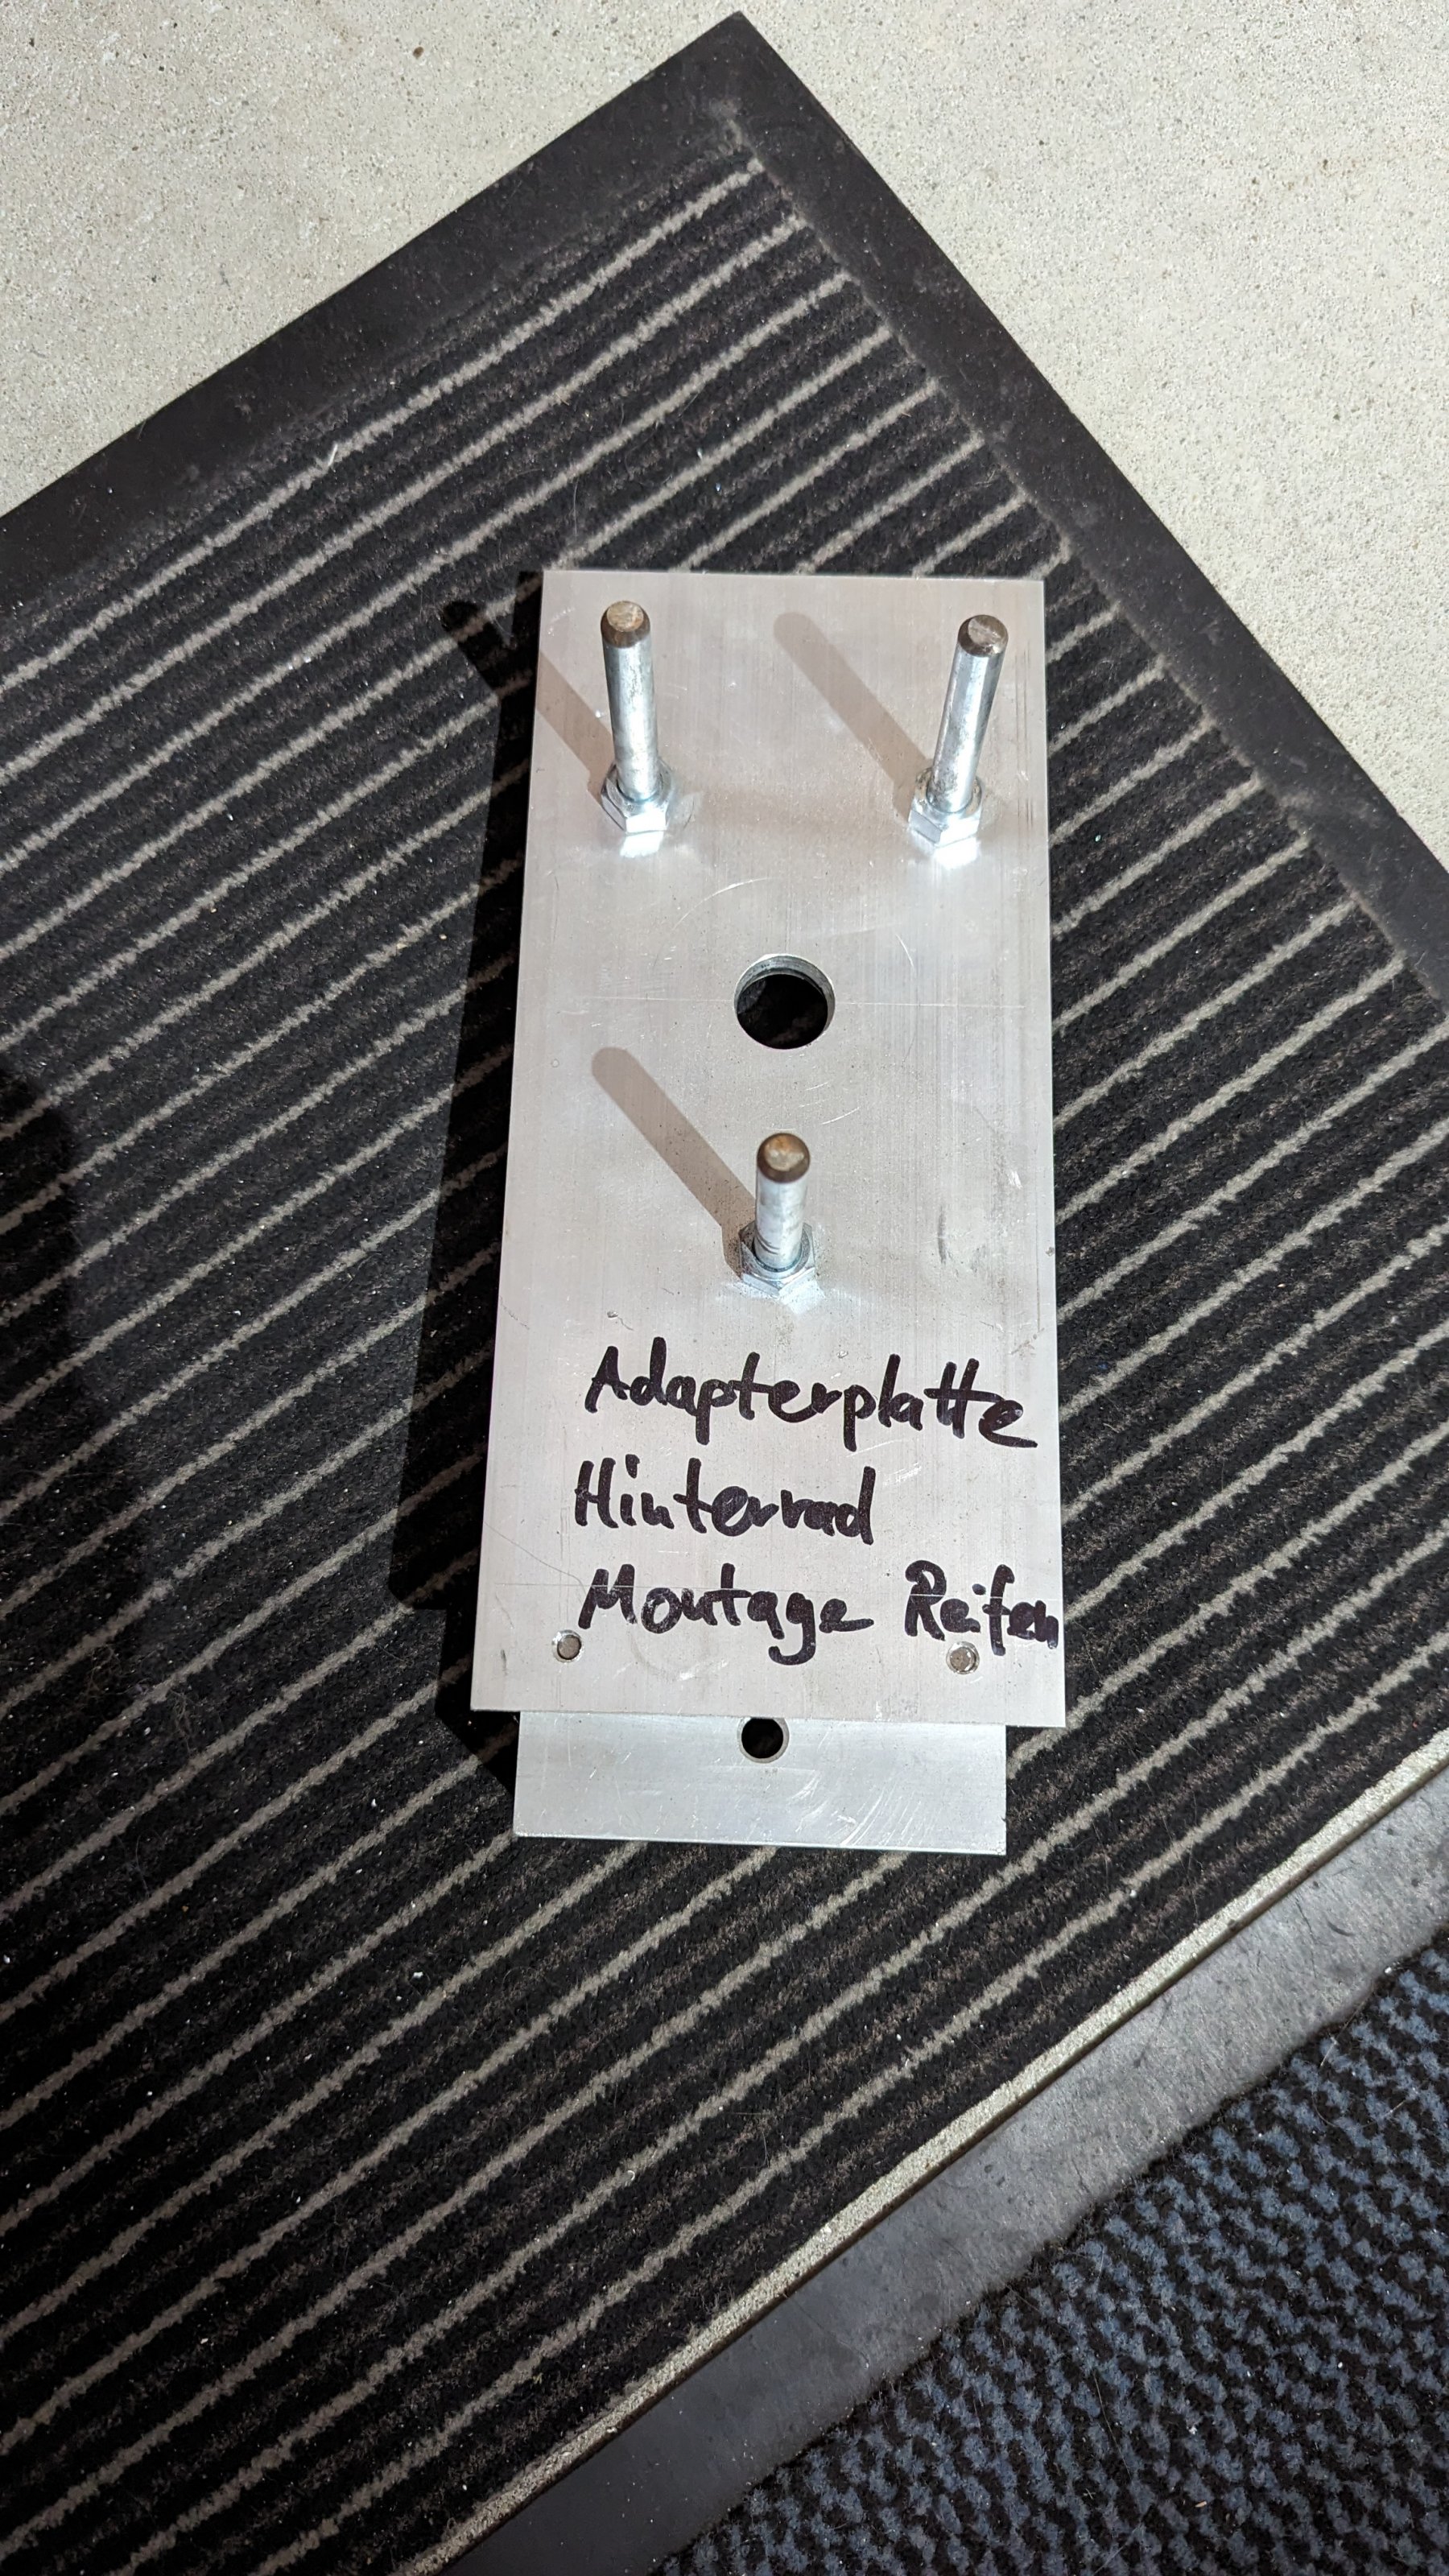 Adapterplatte
Hinterrad
Montage Reifen